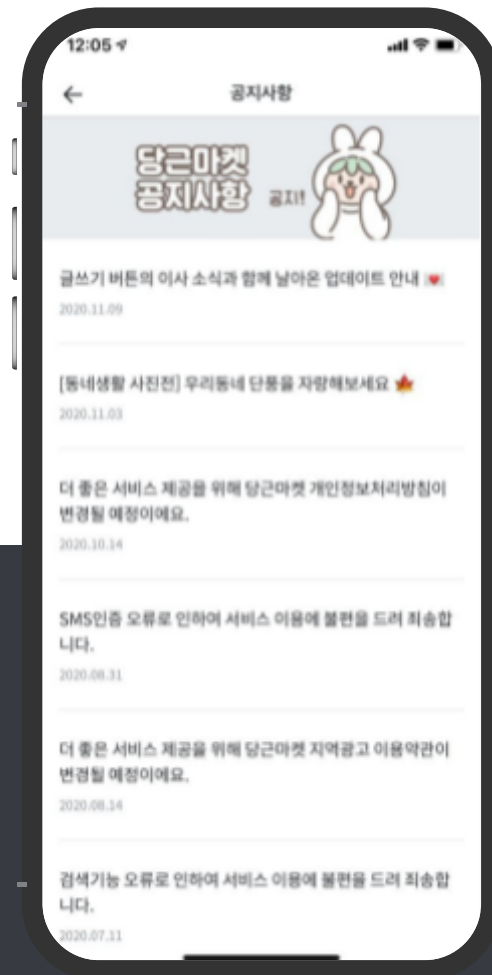 12:05
공지사항
당근마켓
공지사항
공지!
글쓰기 버튼의 이사 소식과 함께 날아온 업데이트 안내 💌
2020.11.09
[동네생활 사진전] 우리동네 단풍을 자랑해보세요 🍁
2020.11.03
더 좋은 서비스 제공을 위해 당근마켓 개인정보처리방침이
변경될 예정이에요.
2020.10.14
SMS인증 오류로 인하여 서비스 이용에 불편을 드려 죄송합
니다.
2020.08.31
더 좋은 서비스 제공을 위해 당근마켓 지역광고 이용약관이
변경될 예정이에요.
2020.08.14
검색기능 오류로 인하여 서비스 이용에 불편을 드려 죄송합
니다.
2020.07.11